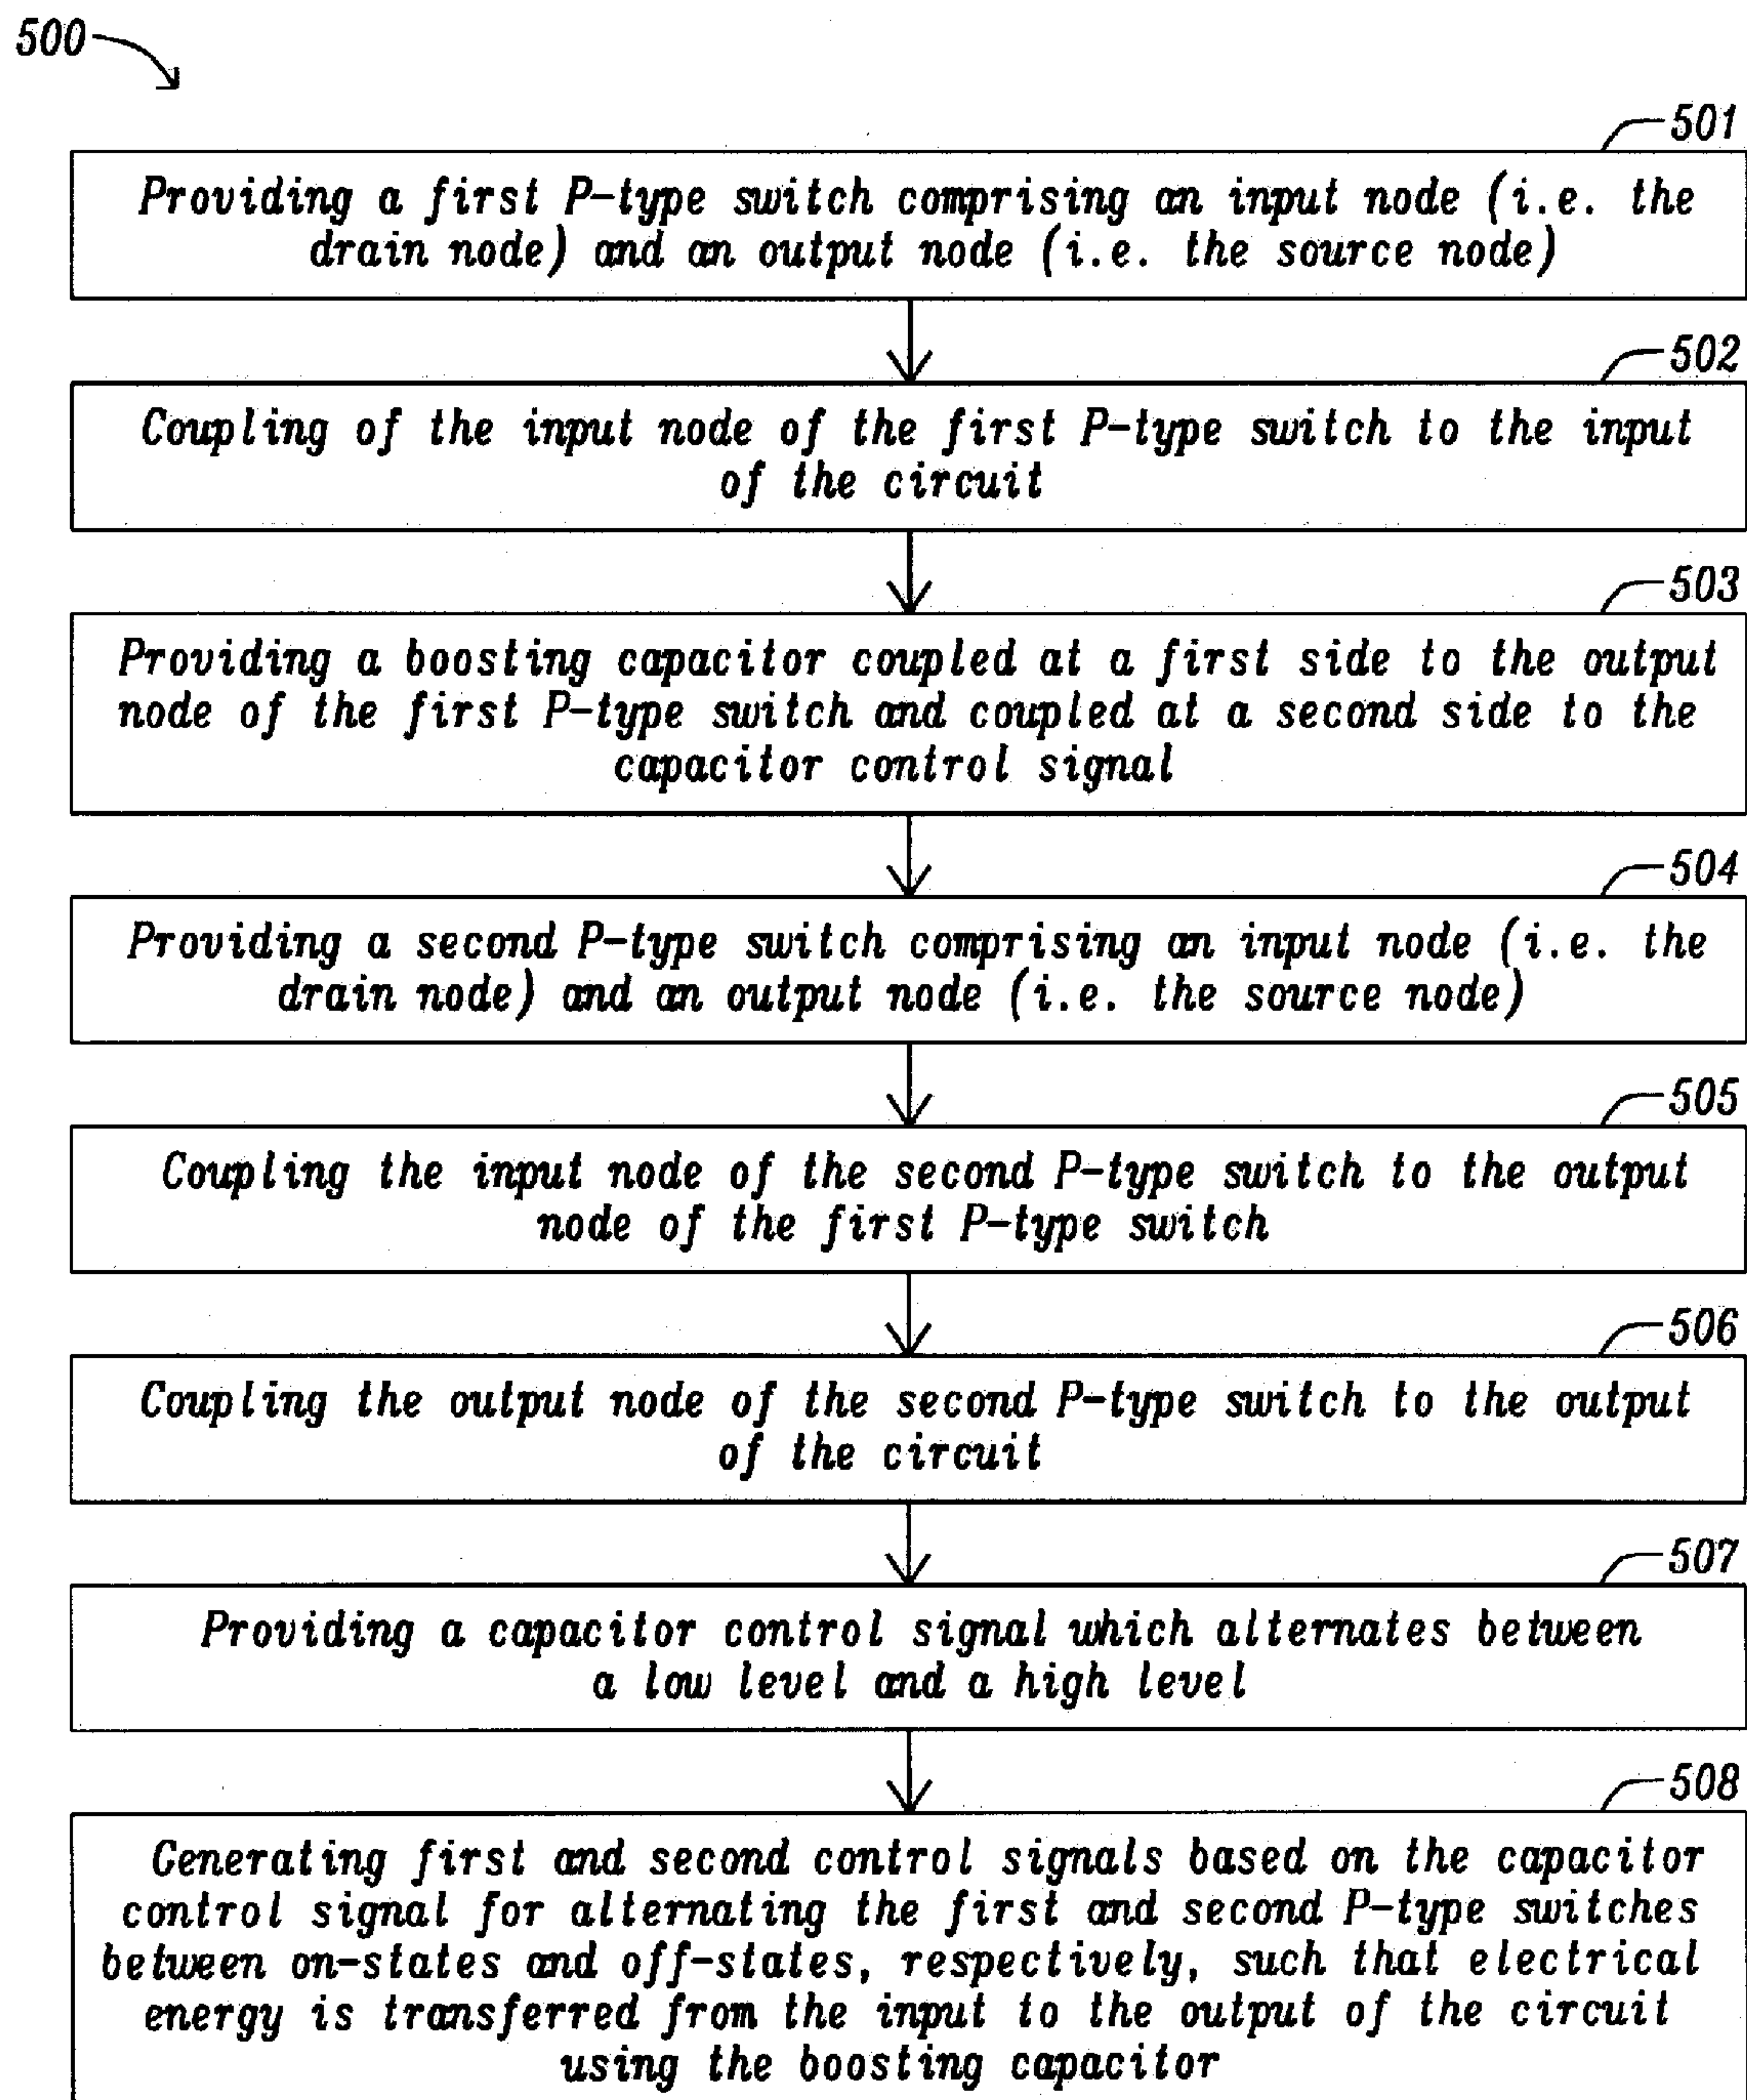 500
501
Providing a first P-type switch comprising an input node (i.e. the
drain node) and an output node (i.e. the source node)
502
Coupling of the input node of the first P-type switch to the input
of the circuit
503
Providing a boosting capacitor coupled at a first side to the output
node of the first P-type switch and coupled at a second side to the
capacitor control signal
504
Providing a second P-type switch comprising an input node (i.e. the
drain node) and an output node (i.e. the source node)
505
Coupling the input node of the second P-type switch to the output
node of the first P-type switch
506
Coupling the output node of the second P-type switch to the output
of the circuit
507
Providing a capacitor control signal which alternates between
a low level and a high level
508
Generating first and second control signals based on the capacitor
control signal for alternating the first and second P-type switches
between on-states and off-states, respectively, such that electrical
energy is transferred from the input to the output of the circuit
using the boosting capacitor